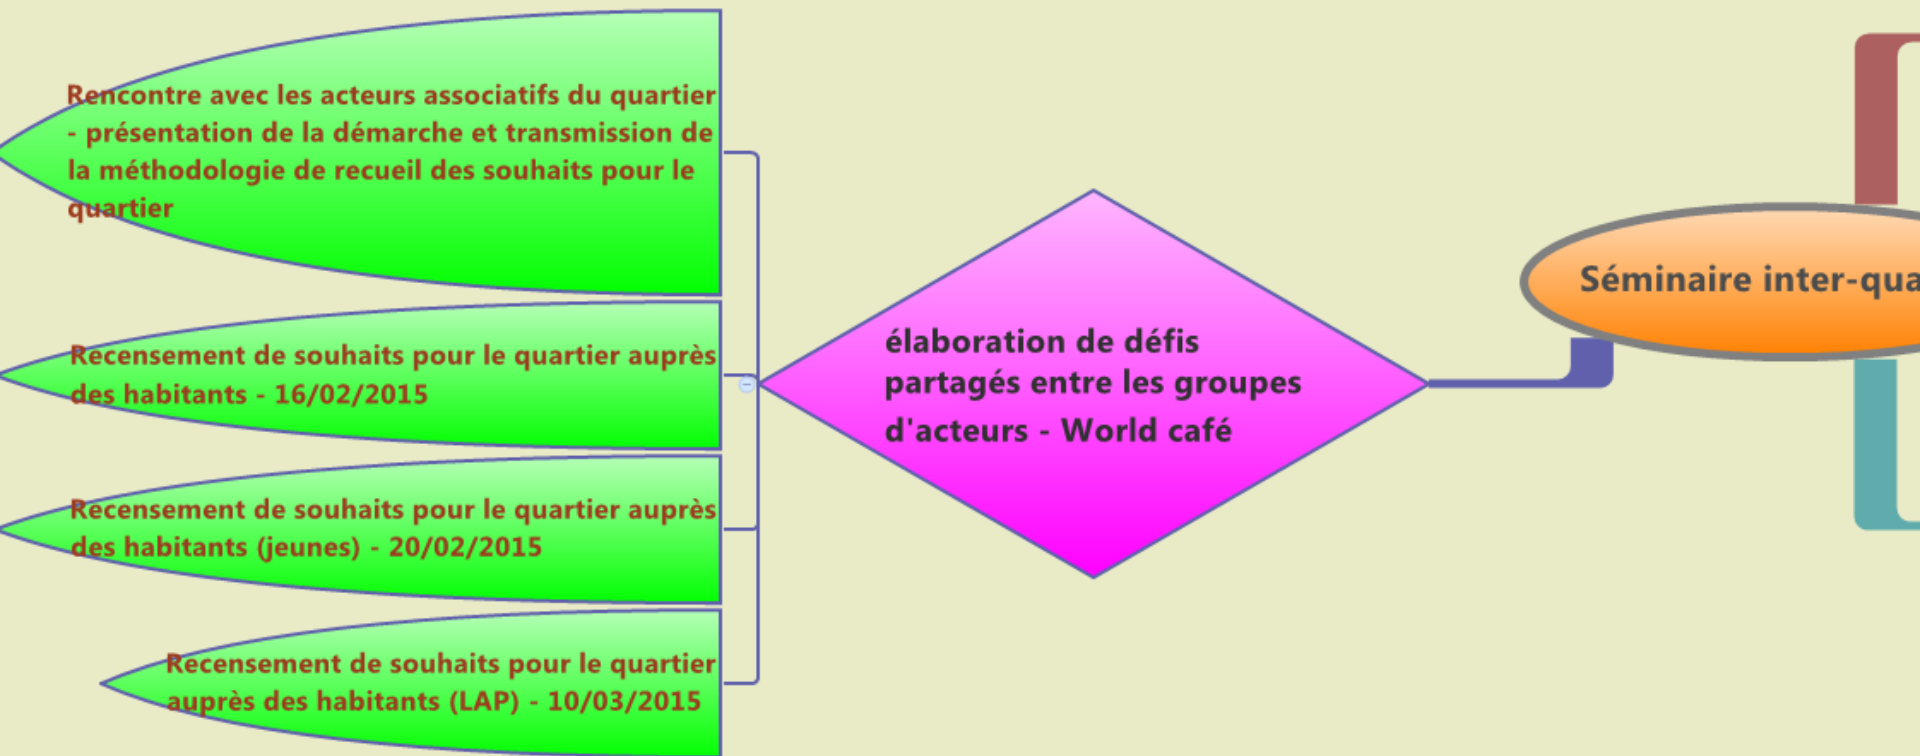 Rencontre avec les acteurs associatifs du quartier
- présentation de la démarche et transmission de
la méthodologie de recueil des souhaits pour le
quartier
Recensement de souhaits pour le quartier auprès
des habitants - 16/02/2015
Recensement de souhaits pour le quartier auprès
des habitants (jeunes) - 20/02/2015
Recensement de souhaits pour le quartier
auprès des habitants (LAP) - 10/03/2015
élaboration de défis
partagés entre les groupes
d'acteurs - World café
Séminaire inter-qua